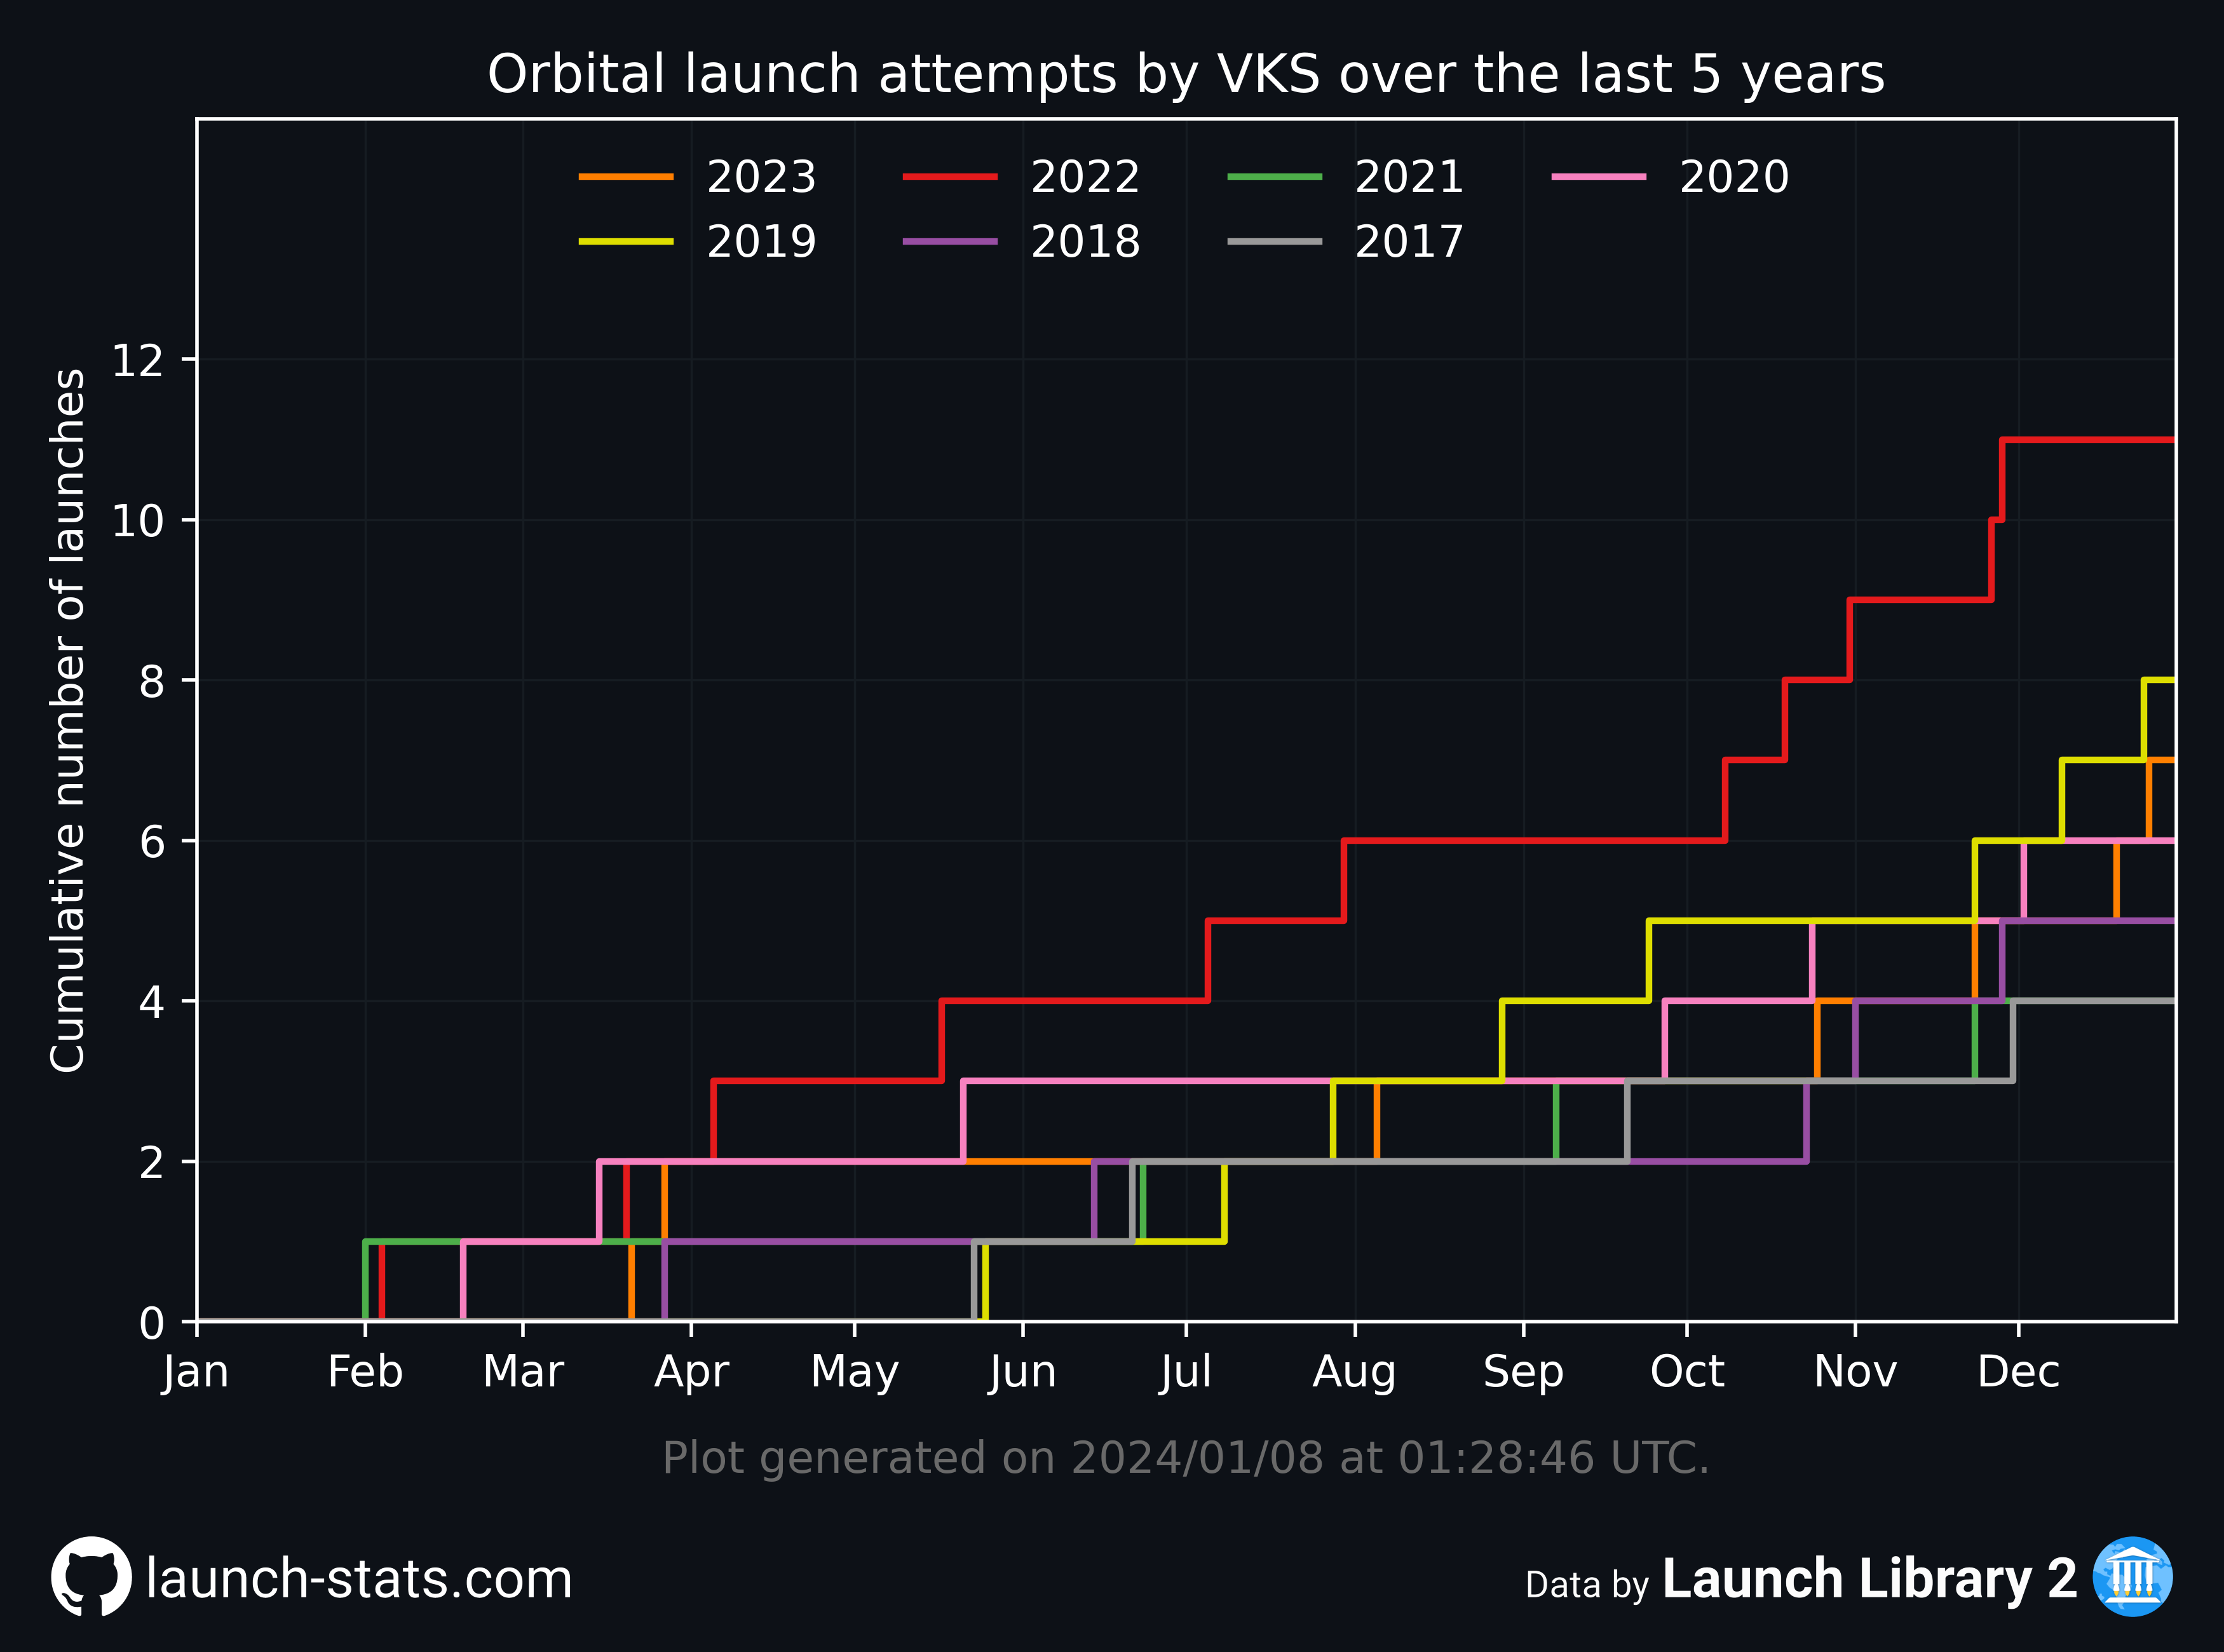 Orbital launch attempts by VKS over the last 5 years
2023 2022 2021 2020
2019 2018 2017
Cumulative number of launches
12
10
8
6
4
2
0
Jan Feb Mar Apr May Jun Jul Aug Sep Oct Nov Dec
Plot generated on 2024/01/08 at 01:28:46 UTC.
launch-stats.com
Data by Launch Library 2